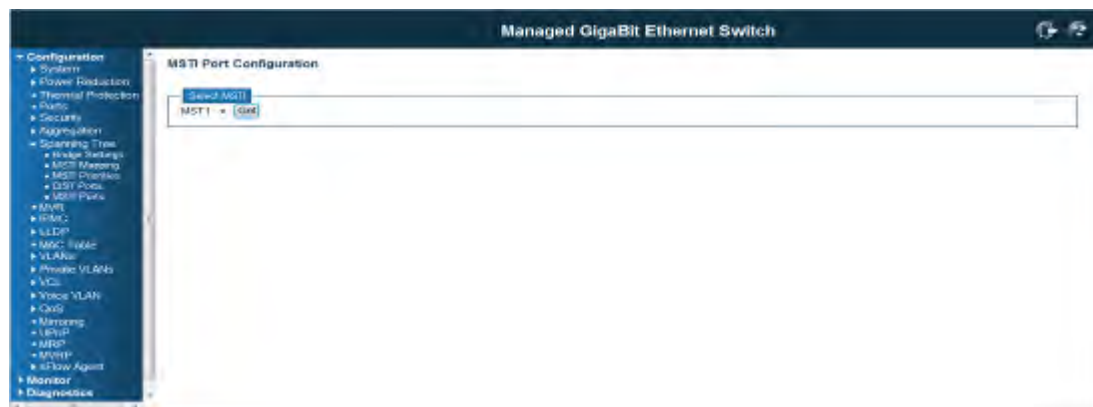 Managed GigaBit Ethernet Switch
Configuration
System
Power Reduction
Thermal Protection
Ports
Security
Aggregation
Spanning Tree
Bridge Settings
MSTI Mapping
MSTI Priorities
CIST Ports
MSTI Ports
MVR
IPMC
LLDP
MAC Table
VLANs
Private VLANs
VCL
Voice VLAN
QoS
Mirroring
UPnP
MRP
MVRP
sFlow Agent
Monitor
Diagnostics
MSTI Port Configuration
Select MSTI
MST1 Get